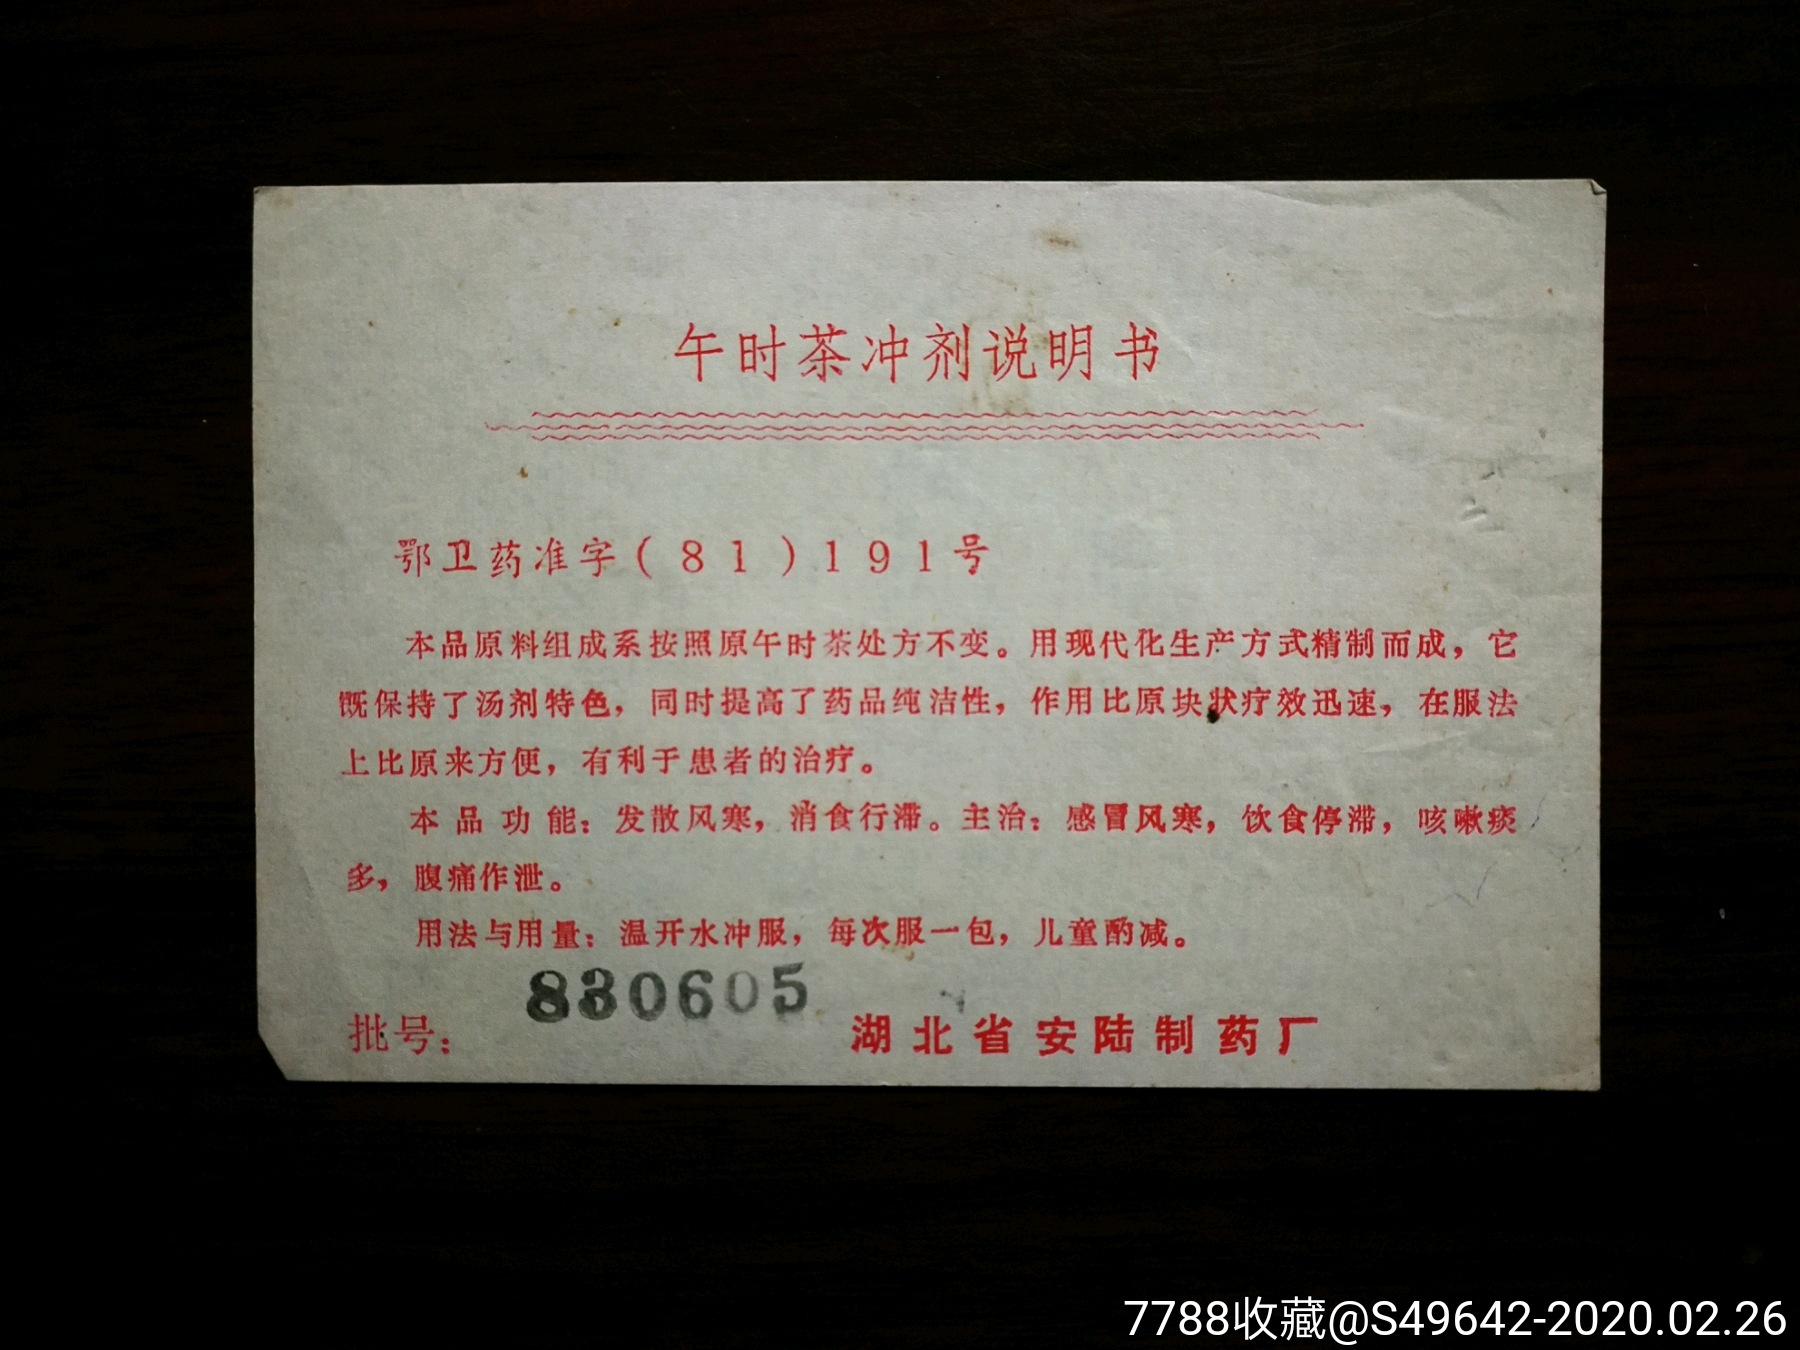 午时茶冲剂说明书
鄂卫药准字(81)191号
本品原料组成系按照原午时茶处方不变。用现代化生产方式精制而成，它
既保持了汤剂特色，同时提高了药品纯洁性，作用比原块状疗效迅速，在服法
上比原来方便，有利于患者的治疗。
本品功能：发散风寒，消食行滞。主治：感冒风寒，饮食停滞，咳嗽痰
多，腹痛作泄。
用法与用量：温开水冲服，每次服一包，儿童酌减。
批号：830605 湖北省安陆制药厂
7788收藏@S49642-2020.02.26